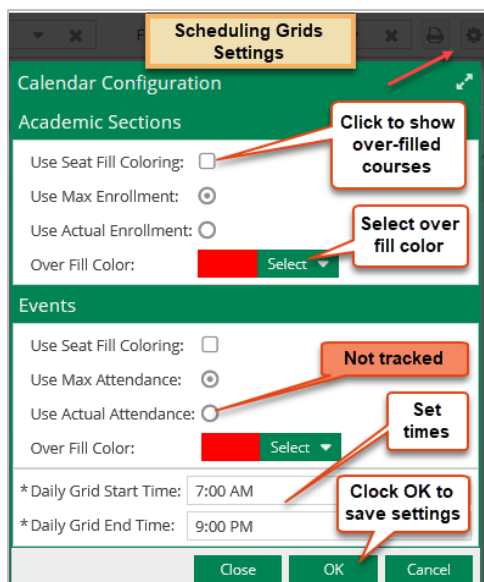 Scheduling Grids
Settings
Calendar Configuration
Academic Sections
Click to show
over-filled
courses
Use Seat Fill Coloring:
Use Max Enrollment:
Use Actual Enrollment:
Select over
fill color
Over Fill Color:
Select
Events
Use Seat Fill Coloring:
Not tracked
Use Max Attendance:
Use Actual Attendance:
Set
times
Over Fill Color:
Select
*Daily Grid Start Time: 7:00 AM
Clock OK to
save settings
*Daily Grid End Time: 9:00 PM
Close OK Cancel